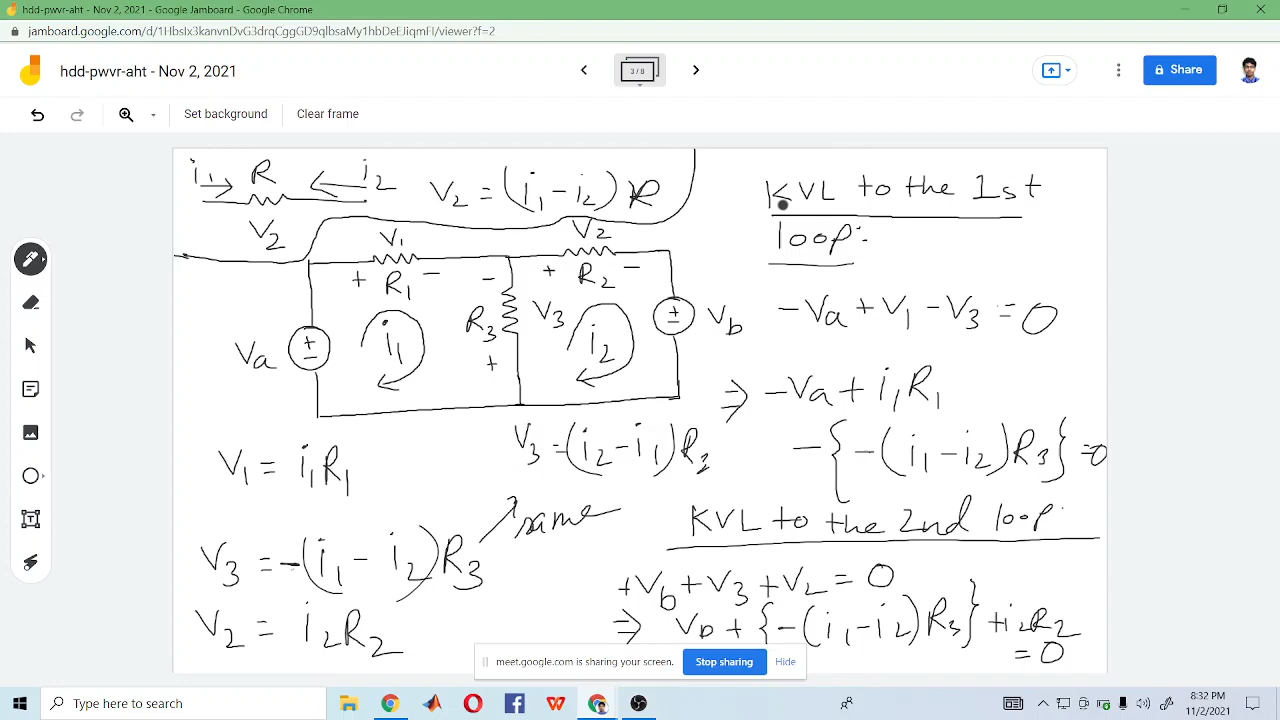 hdd-pwvr-aht - Nov 2, 2021 - Google Jamboard - Google Chrome
jamboard.google.com/d/1HbsIx3kanvnDvG3drqCggGD9qlbsaMy1hbDeEJiqmFI/viewer?f=2
hdd-pwvr-aht - Nov 2, 2021
3/8
Share
Set background
Clear frame
i1 R i2
V2
V2 = (i1 - i2) R
V1
V2
+ R1 -
- + R2 -
R3 V3
+
Va + - i1
i2
+ - Vb
V1 = i1R1
V3 = (i2 - i1)R3
same
V3 = -(i1 - i2)R3
V2 = i2R2
KVL to the 1st
loop:
-Va + V1 - V3 = 0
⇒ -Va + i1R1
-{-(i1 - i2)R3} = 0
KVL to the 2nd loop
+Vb + V3 + V2 = 0
⇒ Vb + {-(i1 - i2)R3} + i2R2
= 0
meet.google.com is sharing your screen.
Stop sharing
Hide
Type here to search
8:32 PM
11/2/2021